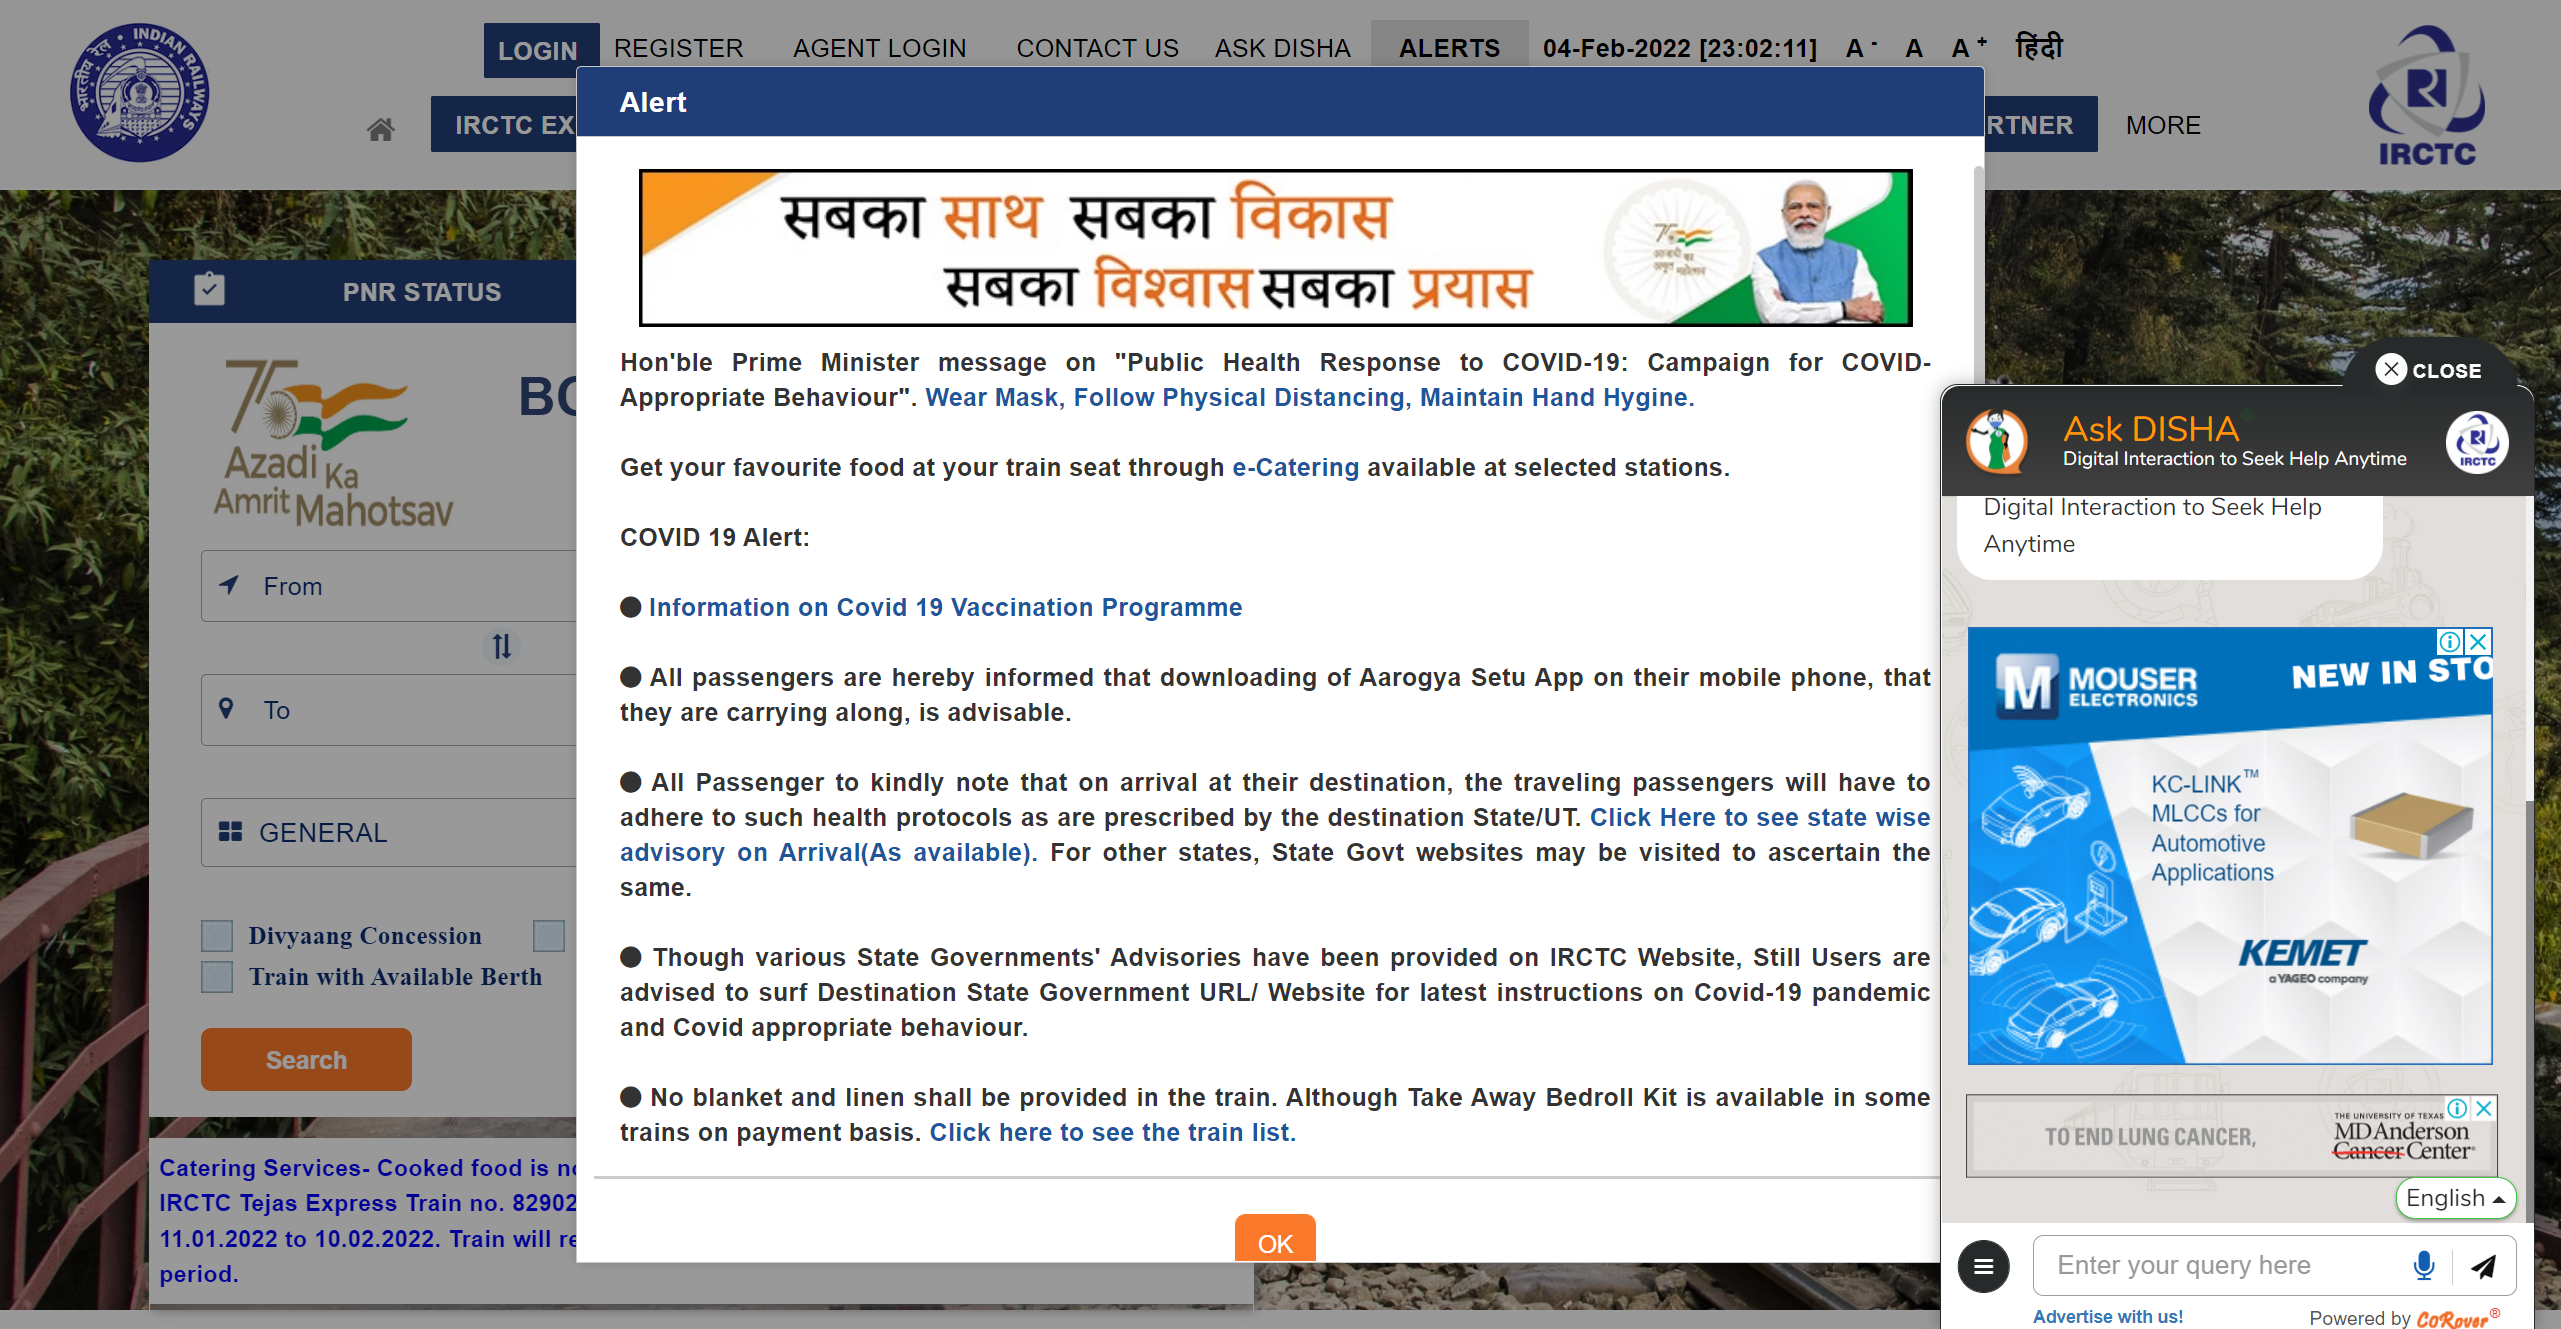 INDIAN RAILWAYS
भारतीय रेल
LOGIN
REGISTER
AGENT LOGIN
CONTACT US
ASK DISHA
ALERTS
04-Feb-2022 [23:02:11]
A -
A
A +
हिंदी
IRCTC
IRCTC EX
RTNER
MORE
Alert
सबका साथ सबका विकास
सबका विश्वास सबका प्रयास
PNR STATUS
75
Azadi Ka
Amrit Mahotsav
From
To
GENERAL
Divyaang Concession
Train with Available Berth
Search
Catering Services- Cooked food is
IRCTC Tejas Express Train no. 82902
11.01.2022 to 10.02.2022. Train will
period.
Hon'ble Prime Minister message on "Public Health Response to COVID-19: Campaign for COVID-
Appropriate Behaviour". Wear Mask, Follow Physical Distancing, Maintain Hand Hygine.
Get your favourite food at your train seat through e-Catering available at selected stations.
COVID 19 Alert:
● Information on Covid 19 Vaccination Programme
● All passengers are hereby informed that downloading of Aarogya Setu App on their mobile phone, that
they are carrying along, is advisable.
● All Passenger to kindly note that on arrival at their destination, the traveling passengers will have to
adhere to such health protocols as are prescribed by the destination State/UT. Click Here to see state wise
advisory on Arrival(As available). For other states, State Govt websites may be visited to ascertain the
same.
● Though various State Governments' Advisories have been provided on IRCTC Website, Still Users are
advised to surf Destination State Government URL/ Website for latest instructions on Covid-19 pandemic
and Covid appropriate behaviour.
● No blanket and linen shall be provided in the train. Although Take Away Bedroll Kit is available in some
trains on payment basis. Click here to see the train list.
OK
CLOSE
Ask DISHA
Digital Interaction to Seek Help Anytime
IRCTC
Digital Interaction to Seek Help
Anytime
M MOUSER
ELECTRONICS
NEW IN STO
KC-LINK™
MLCCs for
Automotive
Applications
KEMET
a YAGEO company
TO END LUNG CANCER,
THE UNIVERSITY OF TEXAS
MD Anderson
Cancer Center
English
Enter your query here
Advertise with us!
Powered by CoRover®